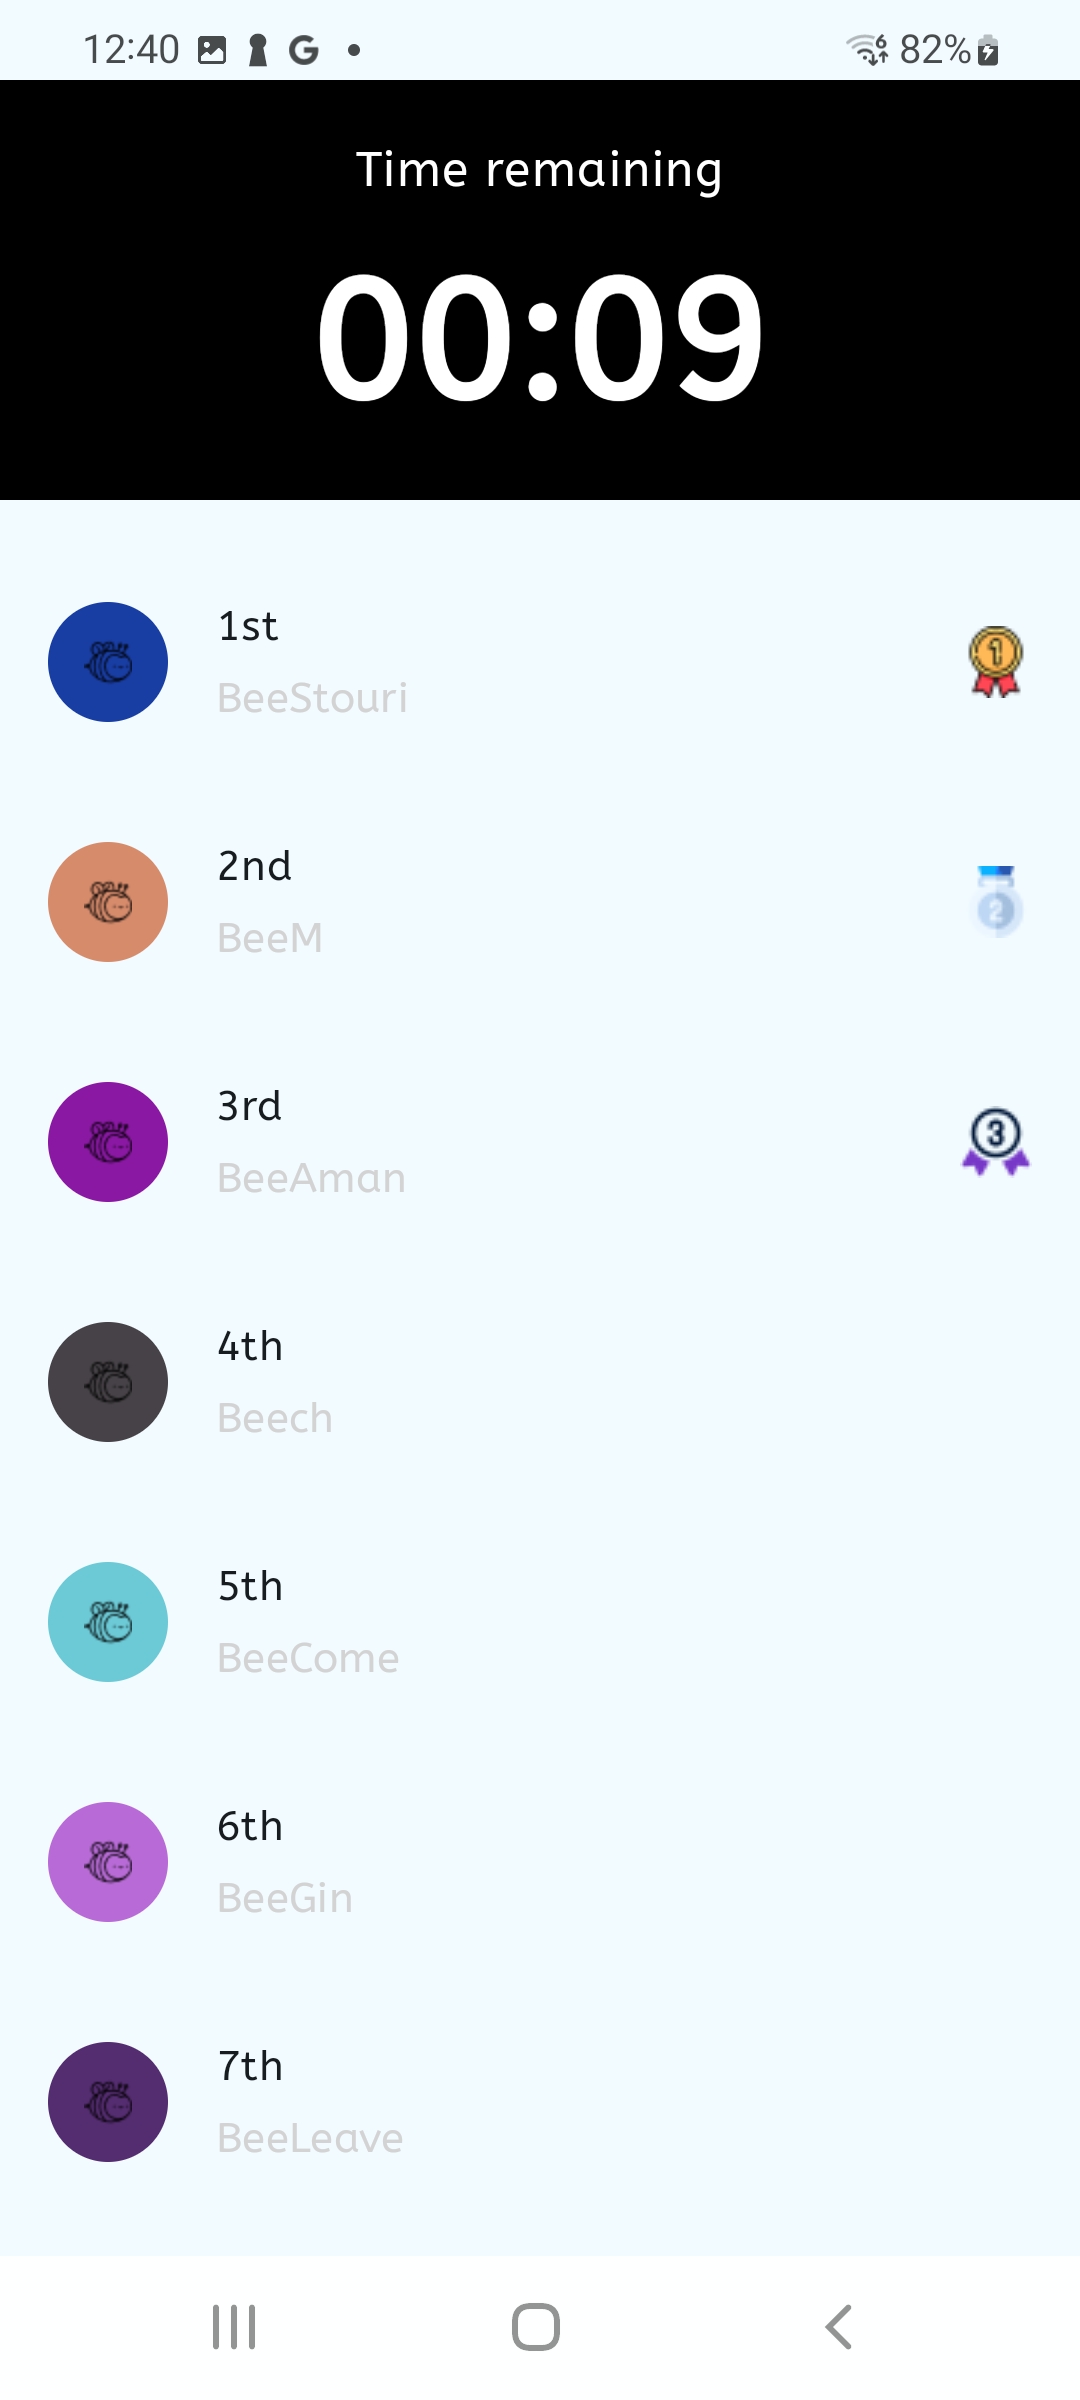 12:40 82%
Time remaining
00:09
1st
BeeStouri
1
2nd
BeeM
2
3rd
BeeAman
3
4th
Beech
5th
BeeCome
6th
BeeGin
7th
BeeLeave